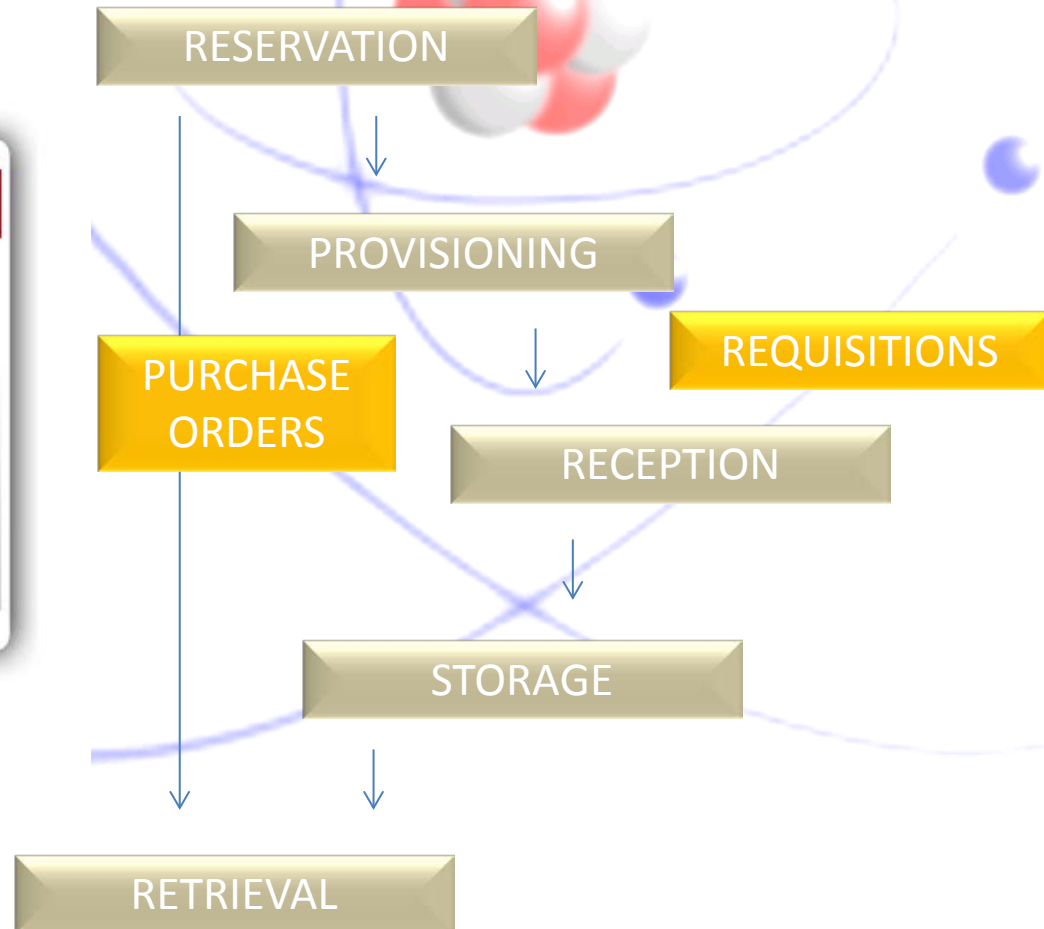 RESERVATION
PROVISIONING
REQUISITIONS
PURCHASE
ORDERS
RECEPTION
STORAGE
RETRIEVAL